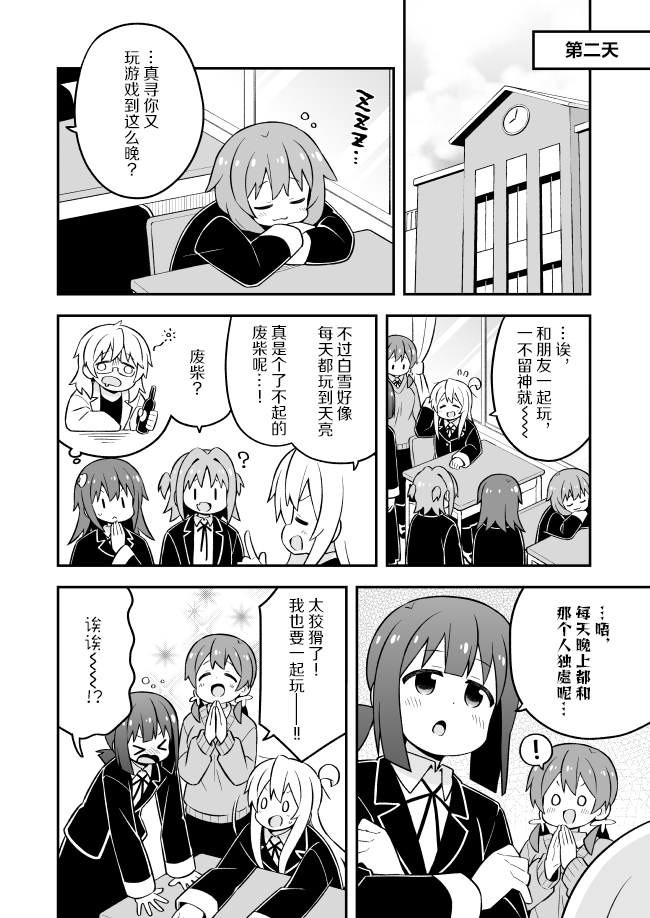 第二天
…真寻你又
玩游戏到这么晚？
zzz…
…诶，
和朋友一起玩，
一不留神就～～
不过白雪好像
每天都玩到天亮
真是个了不起的
废柴呢…！
废柴？
?
…唔，
每天晚上都和
那个人独處呢…
!
太狡猾了！
我也要一起玩——!!
诶诶～～!?